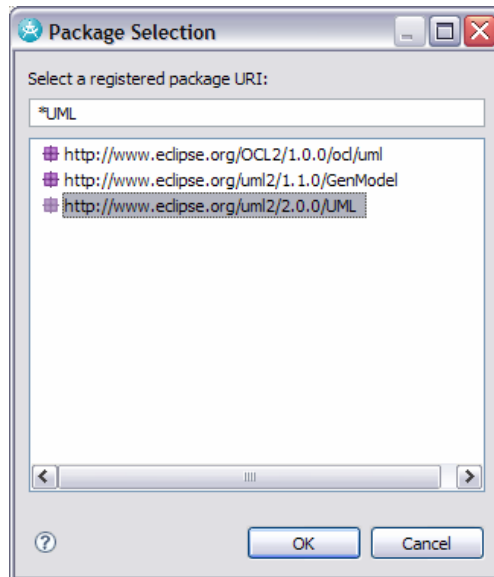 Package Selection
Select a registered package URI:
*UML
http://www.eclipse.org/OCL2/1.0.0/ocl/uml
http://www.eclipse.org/uml2/1.1.0/GenModel
http://www.eclipse.org/uml2/2.0.0/UML
OK
Cancel